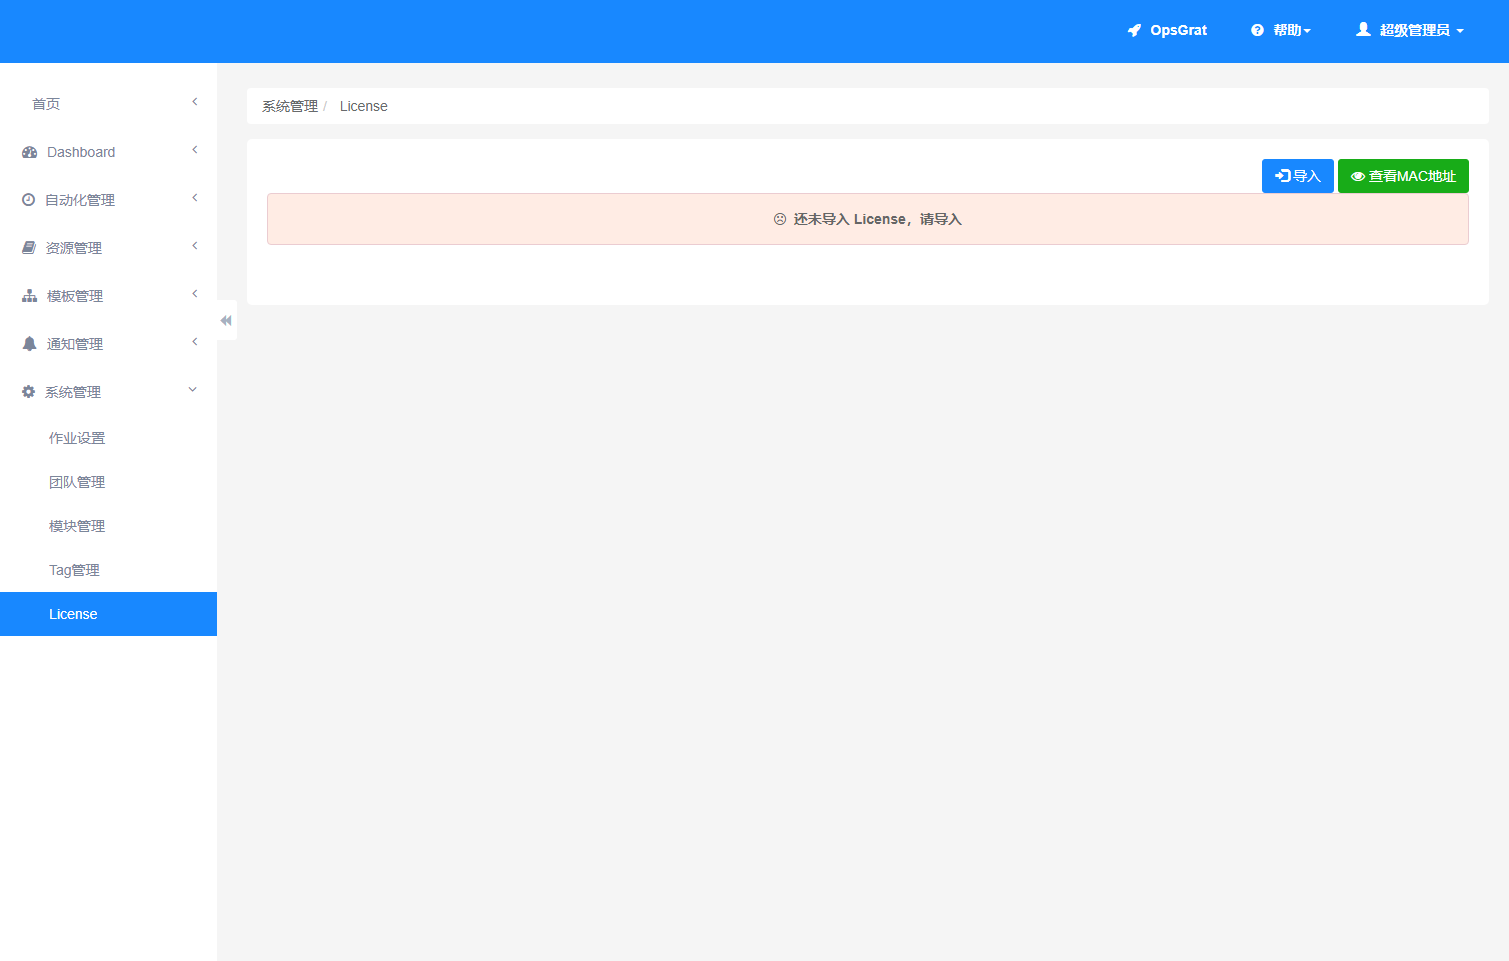 OpsGrat 帮助 超级管理员
首页
Dashboard
自动化管理
资源管理
模板管理
通知管理
系统管理
作业设置
团队管理
模块管理
Tag管理
License
系统管理 / License
导入 查看MAC地址
还未导入 License，请导入